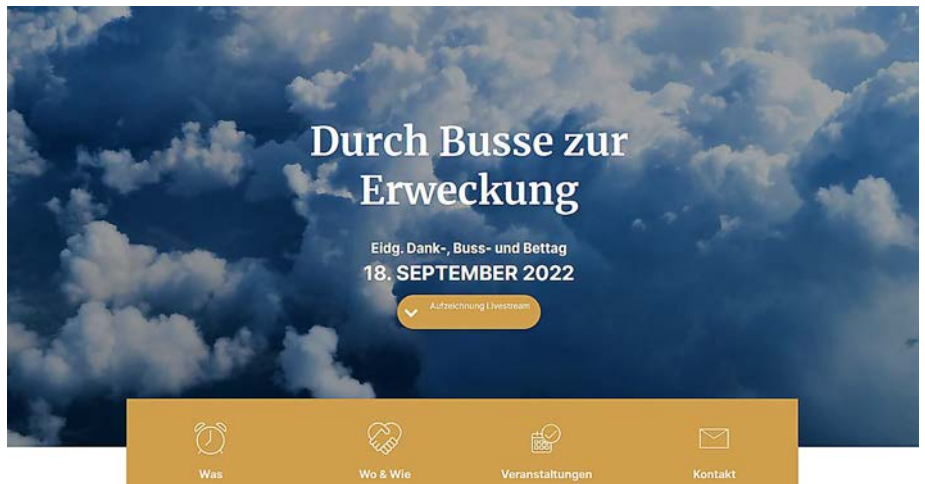 Durch Busse zur
Erweckung
Eidg. Dank-, Buss- und Bettag
18. SEPTEMBER 2022
Aufzeichnung Livestream
Was
Wo & Wie
Veranstaltungen
Kontakt